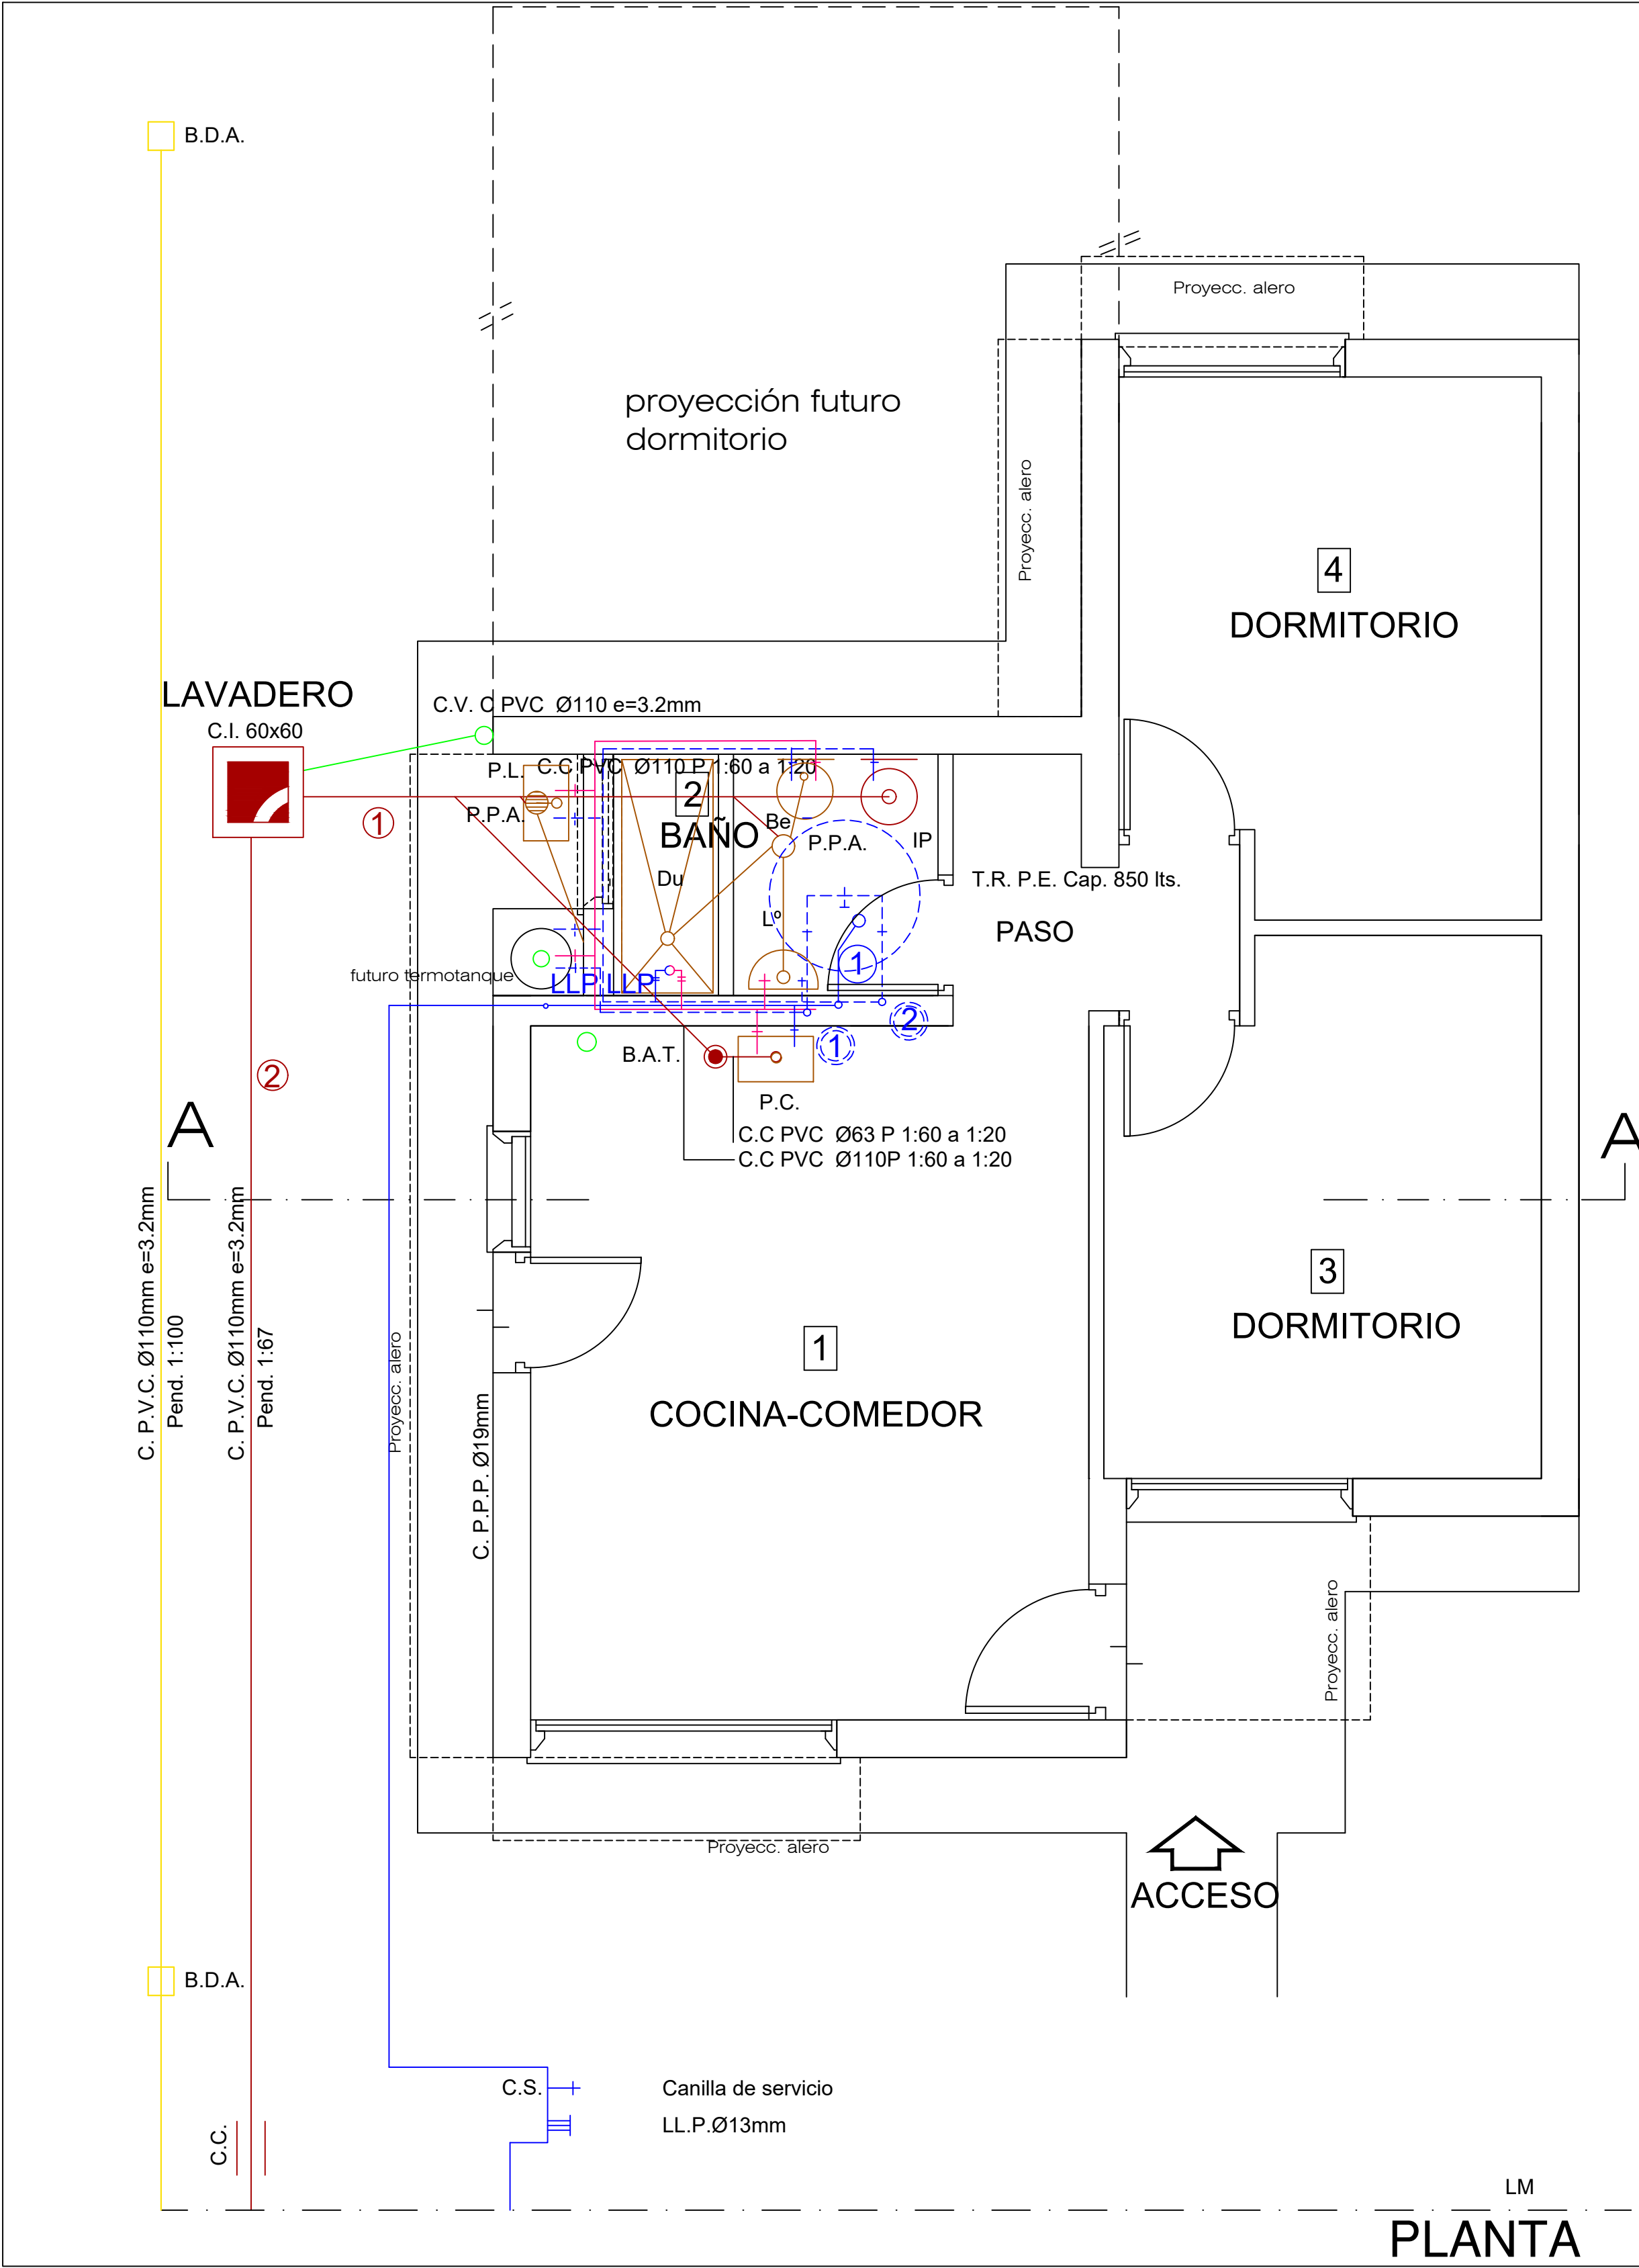 B.D.A.
Proyecc. alero
proyección futuro
dormitorio
Proyecc. alero
4
DORMITORIO
LAVADERO
C.I. 60x60
C.V. C PVC Ø110 e=3.2mm
P.L.
C.C PVC Ø110 P 1:60 a 1:20
2
BAÑO
P.P.A.
1
Be
P.P.A.
IP
Du
T.R. P.E. Cap. 850 lts.
Lº
PASO
1
futuro termotanque
LLP LLP
2
1
B.A.T.
2
P.C.
C.C PVC Ø63 P 1:60 a 1:20
C.C PVC Ø110P 1:60 a 1:20
A
A
C. P.V.C. Ø110mm e=3.2mm
Pend. 1:100
C. P.V.C. Ø110mm e=3.2mm
Pend. 1:67
3
DORMITORIO
1
COCINA-COMEDOR
Proyecc. alero
C. P.P.P. Ø19mm
Proyecc. alero
Proyecc. alero
ACCESO
B.D.A.
C.S.
Canilla de servicio
LL.P.Ø13mm
C.C.
LM
PLANTA